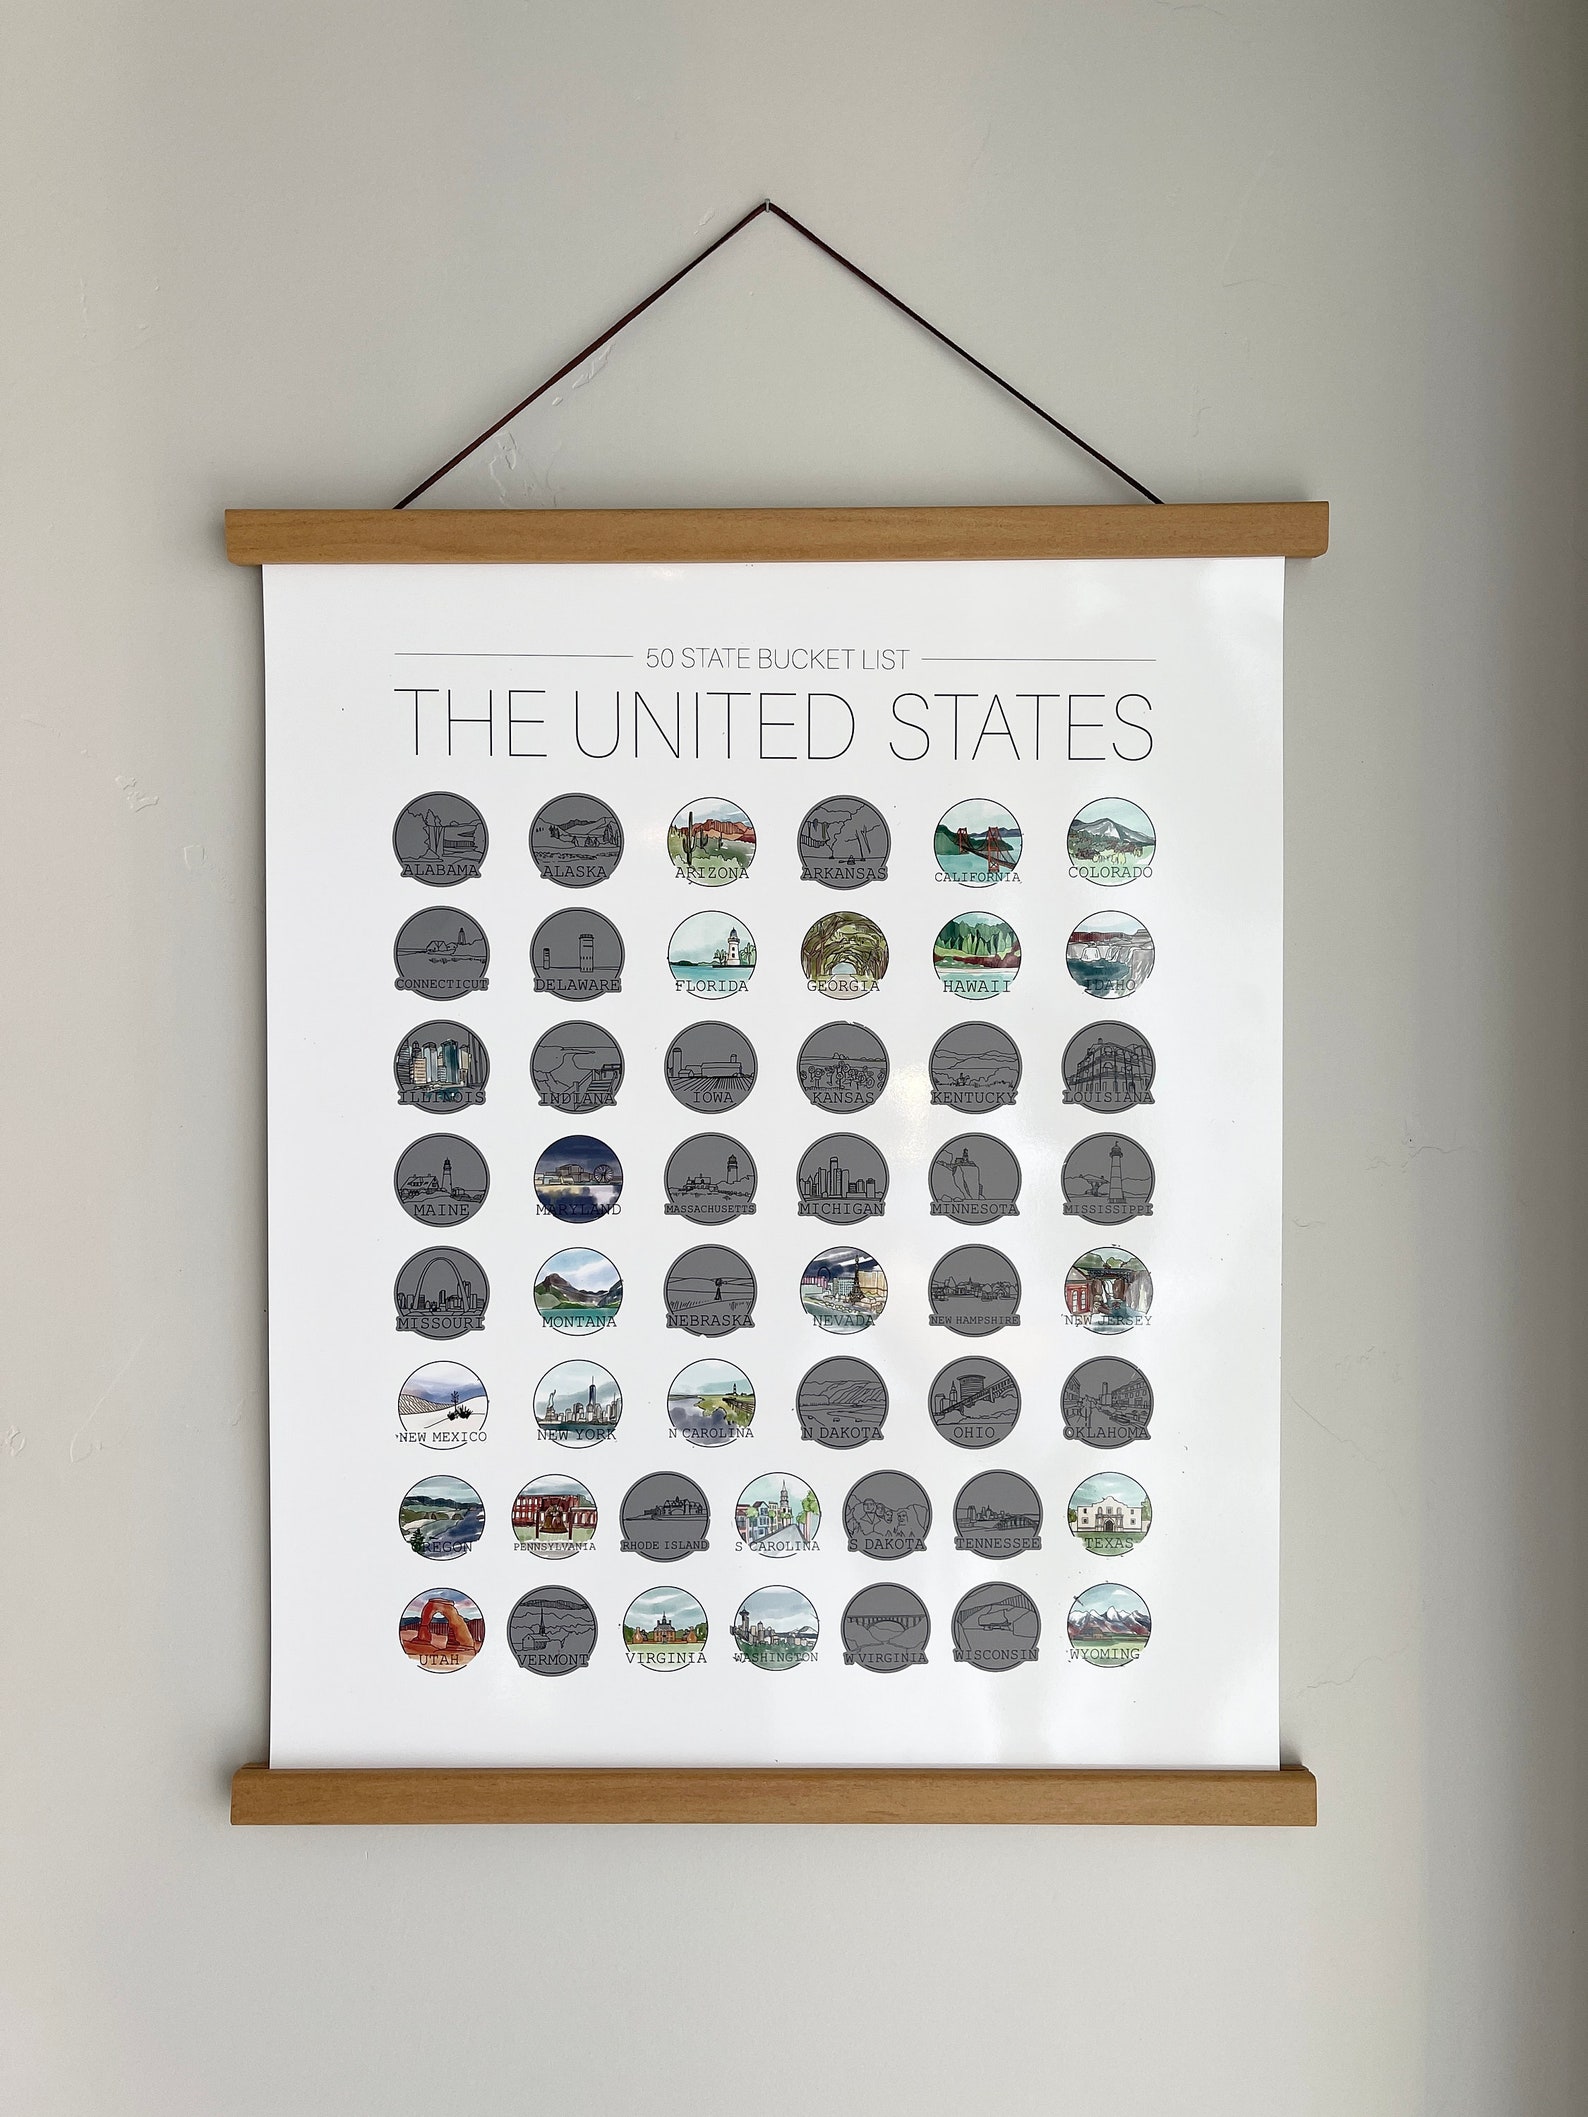 50 STATE BUCKET LIST
THE UNITED STATES
ALABAMA ALASKA ARIZONA ARKANSAS CALIFORNIA COLORADO
CONNECTICUT DELAWARE FLORIDA GEORGIA HAWAII IDAHO
ILLINOIS INDIANA IOWA KANSAS KENTUCKY LOUISIANA
MAINE MARYLAND MASSACHUSETTS MICHIGAN MINNESOTA MISSISSIPPI
MISSOURI MONTANA NEBRASKA NEVADA NEW HAMPSHIRE NEW JERSEY
NEW MEXICO NEW YORK N CAROLINA N DAKOTA OHIO OKLAHOMA
OREGON PENNSYLVANIA RHODE ISLAND S CAROLINA S DAKOTA TENNESSEE TEXAS
UTAH VERMONT VIRGINIA WASHINGTON W VIRGINIA WISCONSIN WYOMING